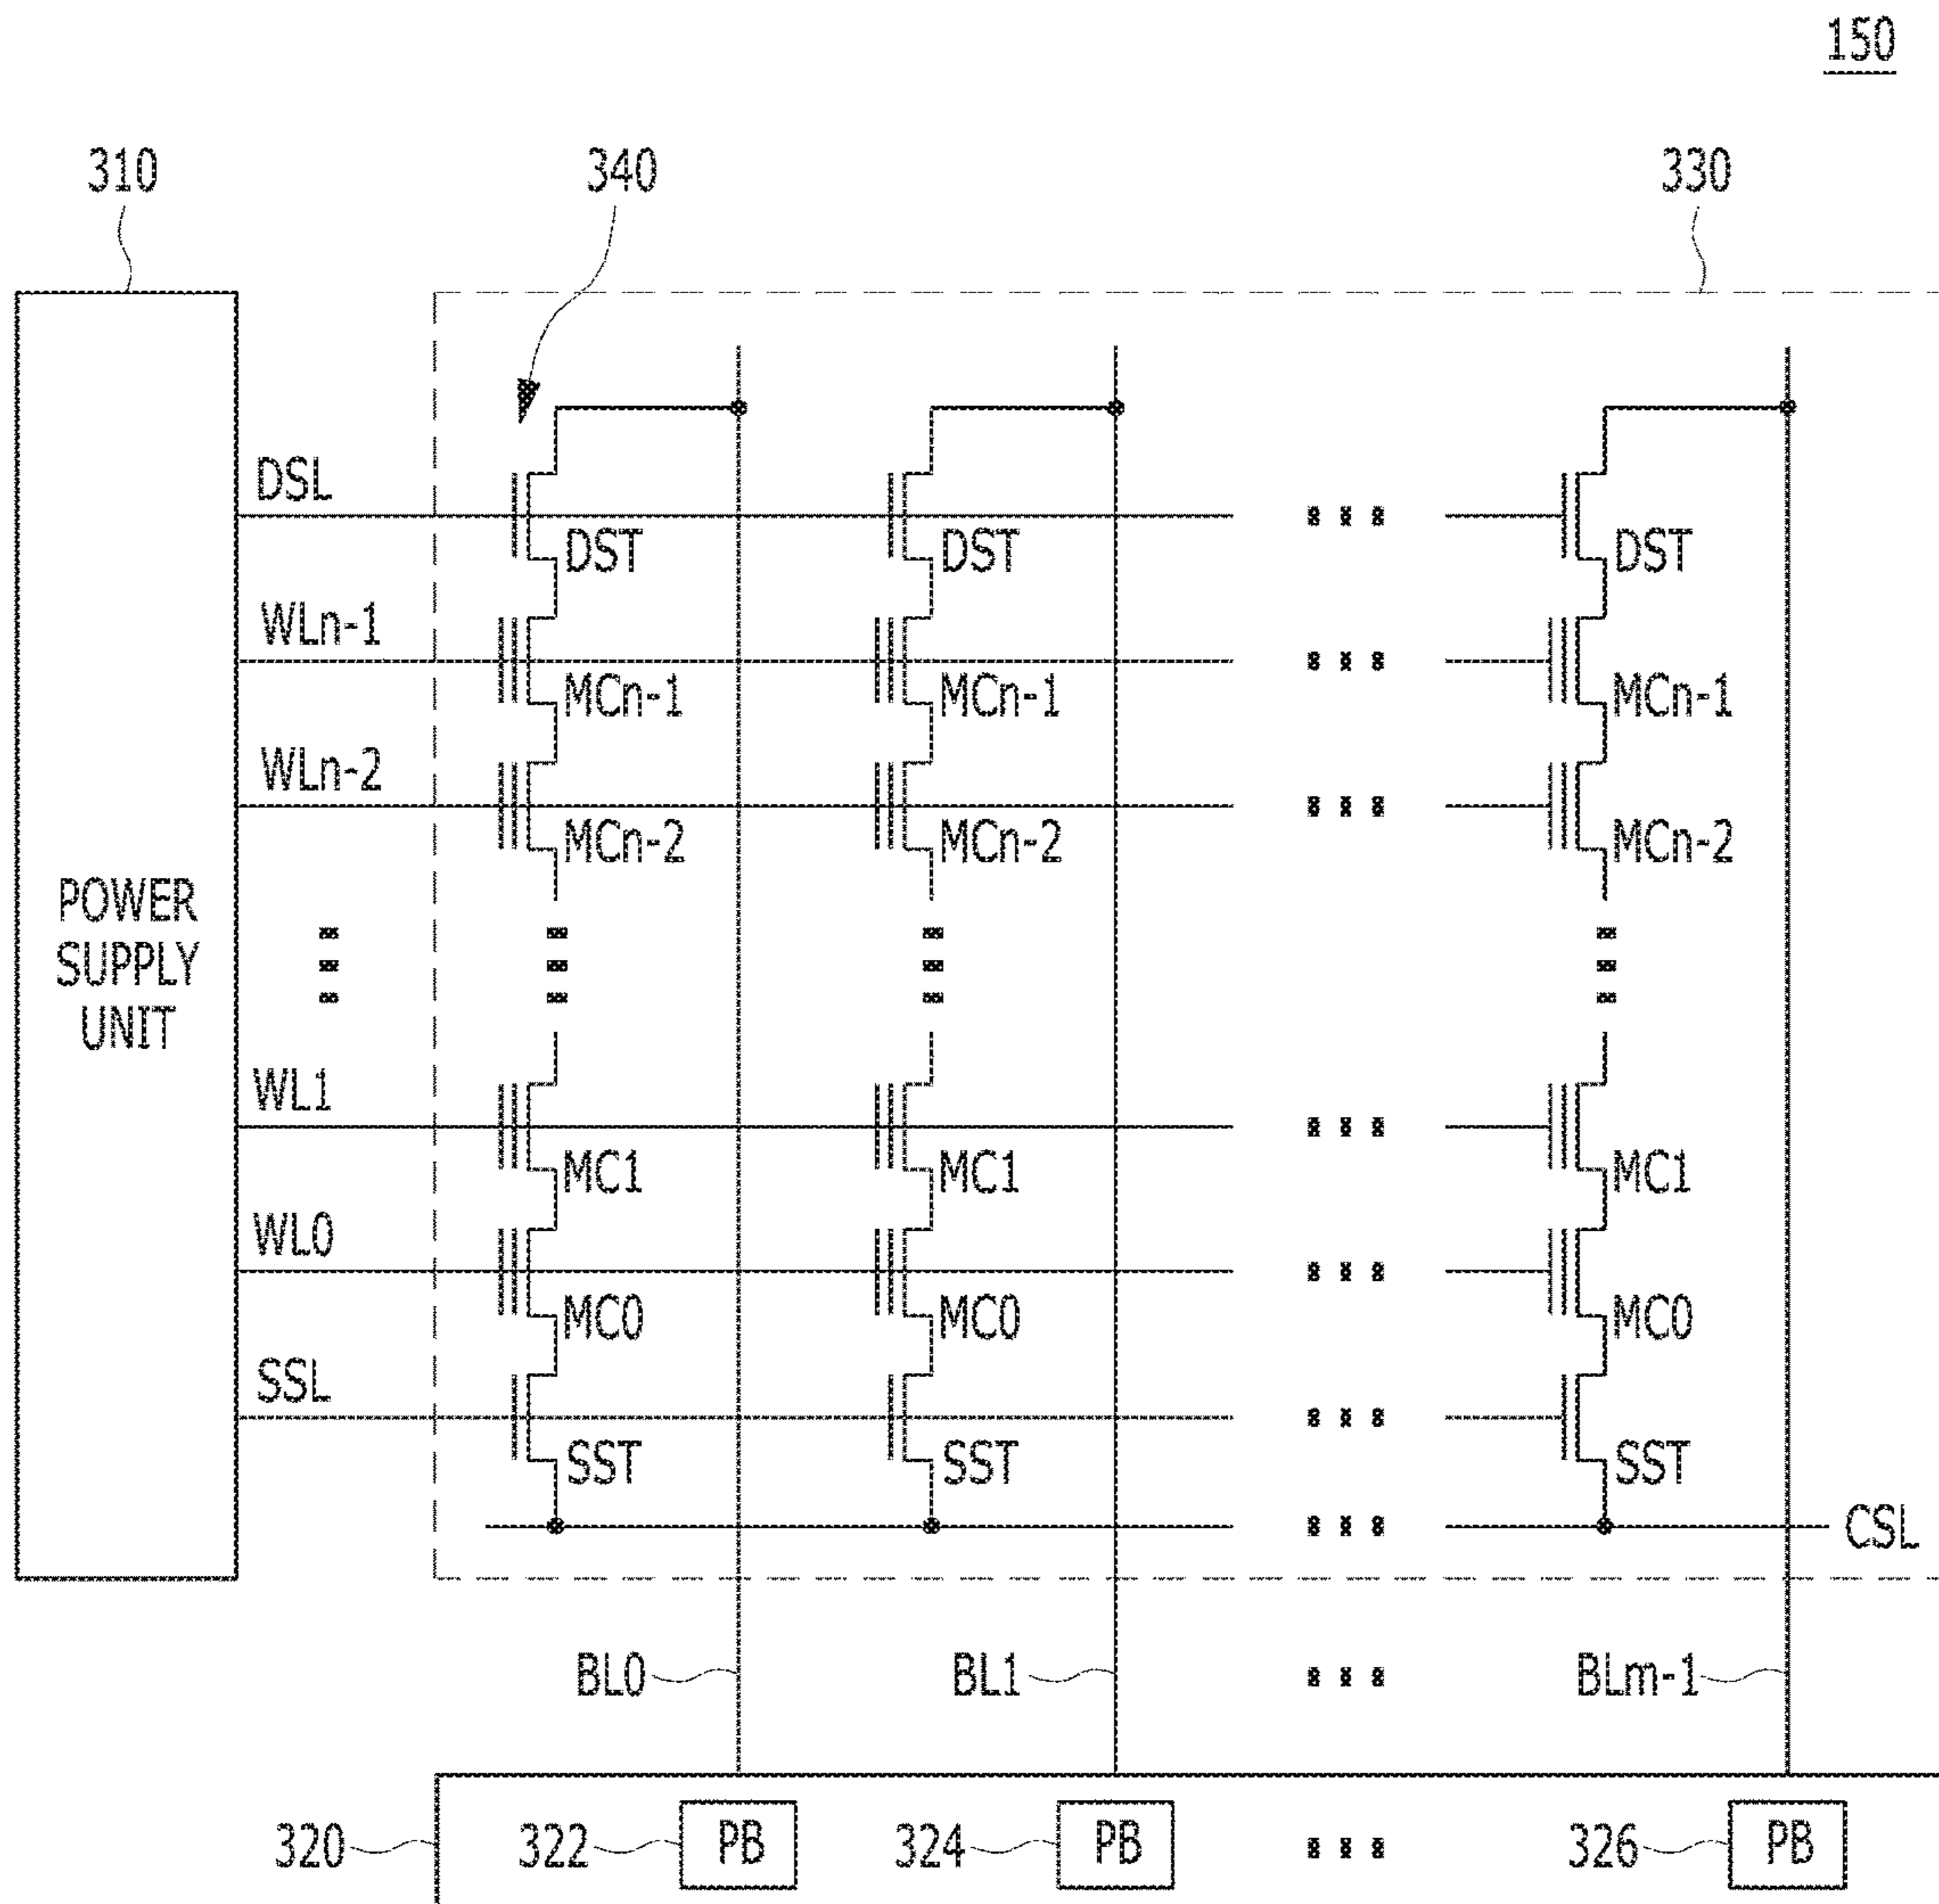 150
310 340 330
DSL
DST DST DST
WLn-1
MCn-1 MCn-1 MCn-1
WLn-2
MCn-2 MCn-2 MCn-2
POWER
SUPPLY
UNIT
WL1
MC1 MC1 MC1
WL0
MC0 MC0 MC0
SSL
SST SST SST
CSL
BL0 BL1 BLm-1
320 322 PB 324 PB 326 PB